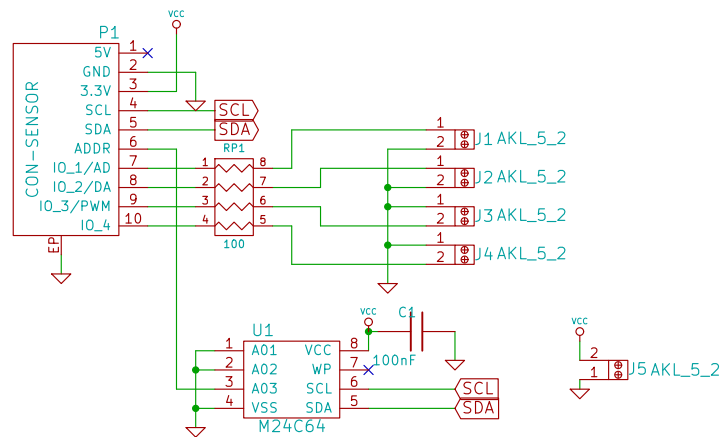 VCC
P1
CON-SENSOR
5V 1
GND 2
3.3V 3
SCL 4
SDA 5
ADDR 6
IO_1/AD 7
IO_2/DA 8
IO_3/PWM 9
IO_4 10
EP
SCL
SDA
RP1
1 8
2 7
3 6
4 5
100
1
2
J1 AKL_5_2
1
2
J2 AKL_5_2
1
2
J3 AKL_5_2
1
2
J4 AKL_5_2
U1
1 A01 VCC 8
2 A02 WP 7
3 A03 SCL 6
4 VSS SDA 5
M24C64
VCC
C1
100nF
SCL
SDA
VCC
2
1
J5 AKL_5_2